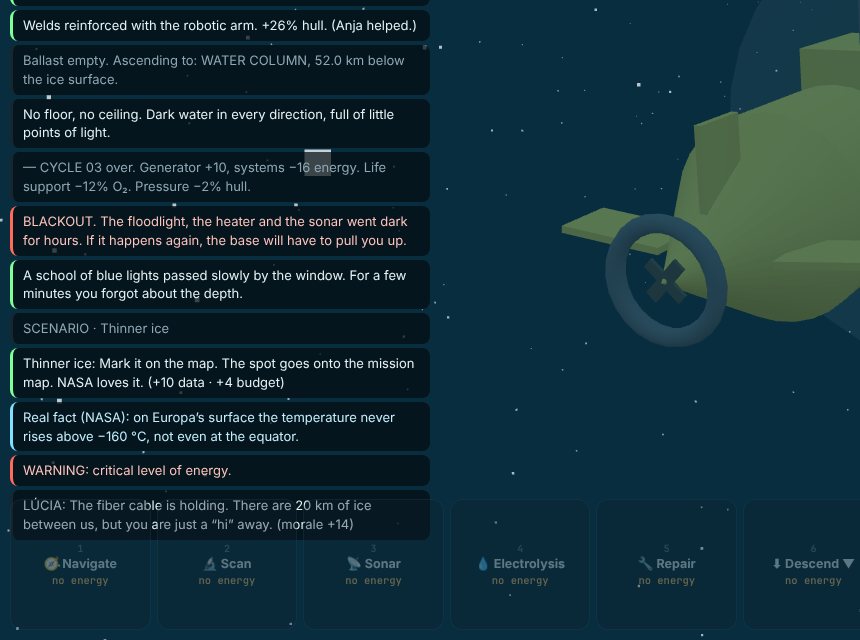 Welds reinforced with the robotic arm. +26% hull. (Anja helped.)
Ballast empty. Ascending to: WATER COLUMN, 52.0 km below
the ice surface.
No floor, no ceiling. Dark water in every direction, full of little
points of light.
— CYCLE 03 over. Generator +10, systems −16 energy. Life
support −12% O₂. Pressure −2% hull.
BLACKOUT. The floodlight, the heater and the sonar went dark
for hours. If it happens again, the base will have to pull you up.
A school of blue lights passed slowly by the window. For a few
minutes you forgot about the depth.
SCENARIO · Thinner ice
Thinner ice: Mark it on the map. The spot goes onto the mission
map. NASA loves it. (+10 data · +4 budget)
Real fact (NASA): on Europa’s surface the temperature never
rises above −160 °C, not even at the equator.
WARNING: critical level of energy.
LÚCIA: The fiber cable is holding. There are 20 km of ice
between us, but you are just a “hi” away. (morale +14)
1 2 3 4 5 6
Navigate Scan Sonar Electrolysis Repair Descend ▼
no energy no energy no energy no energy no energy no energy